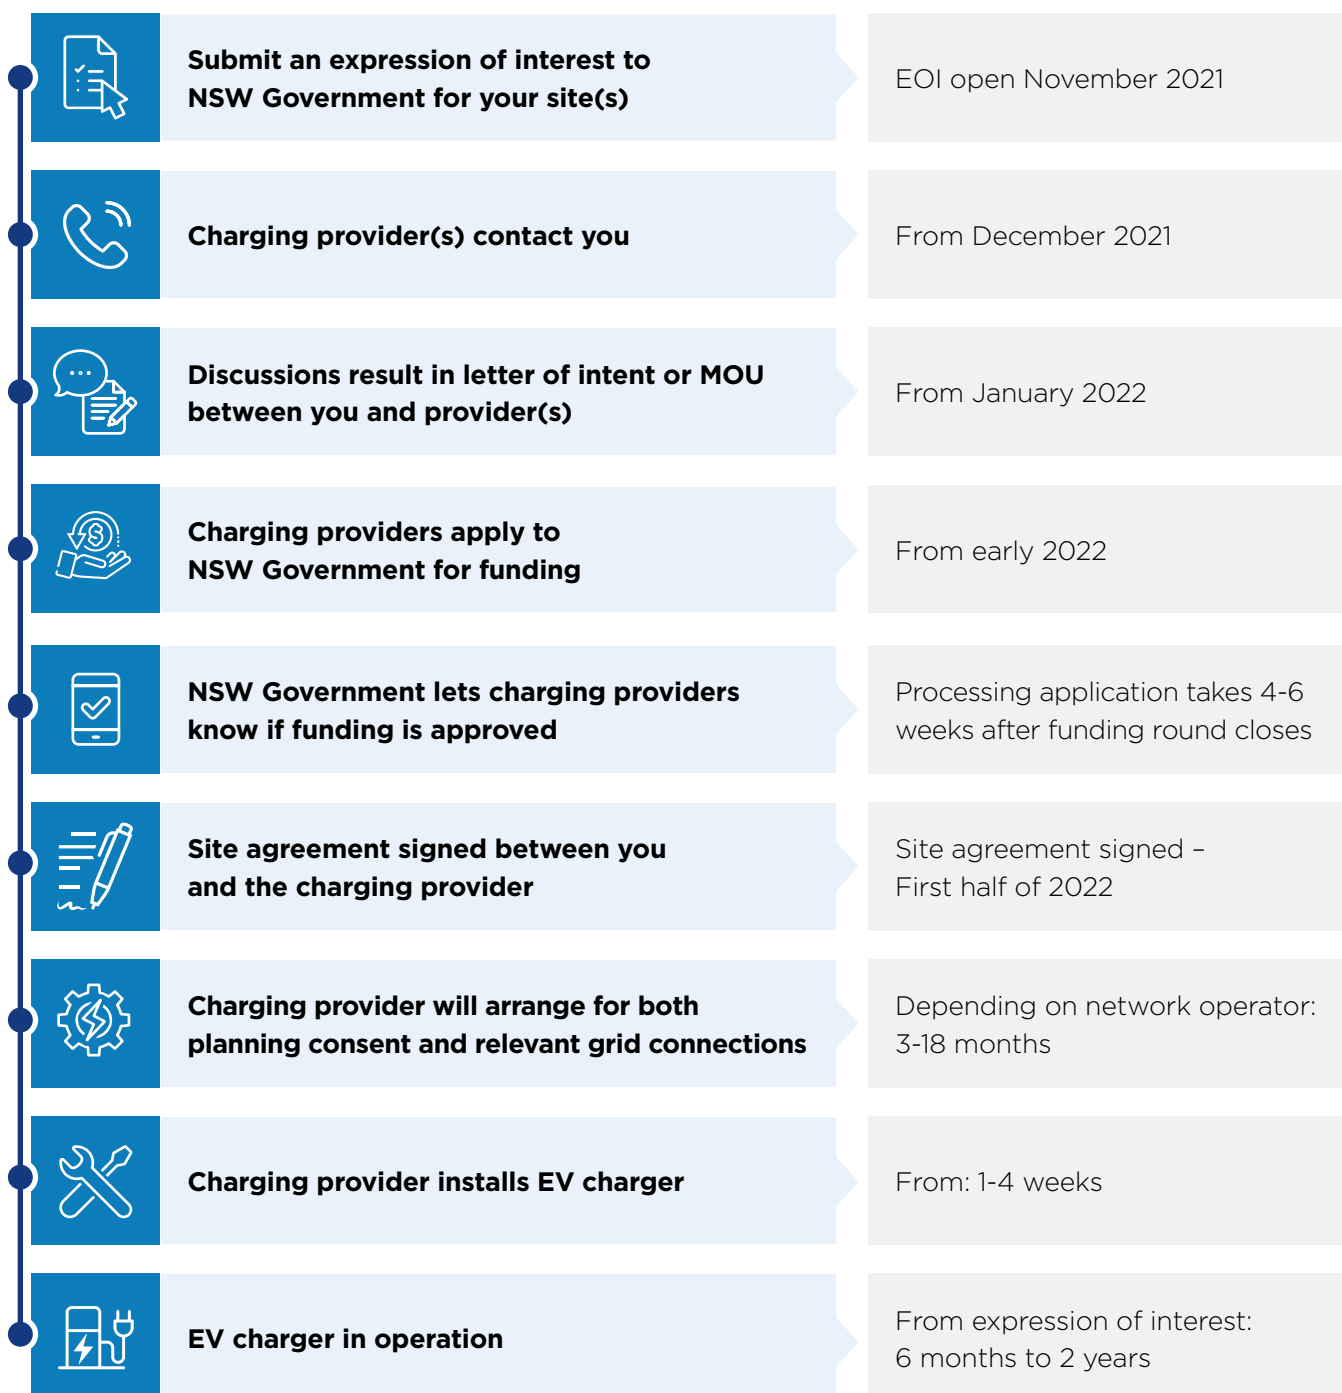 Submit an expression of interest to
NSW Government for your site(s)
EOI open November 2021
Charging provider(s) contact you
From December 2021
Discussions result in letter of intent or MOU
between you and provider(s)
From January 2022
Charging providers apply to
NSW Government for funding
From early 2022
NSW Government lets charging providers
know if funding is approved
Processing application takes 4-6
weeks after funding round closes
Site agreement signed between you
and the charging provider
Site agreement signed –
First half of 2022
Charging provider will arrange for both
planning consent and relevant grid connections
Depending on network operator:
3-18 months
Charging provider installs EV charger
From: 1-4 weeks
EV charger in operation
From expression of interest:
6 months to 2 years